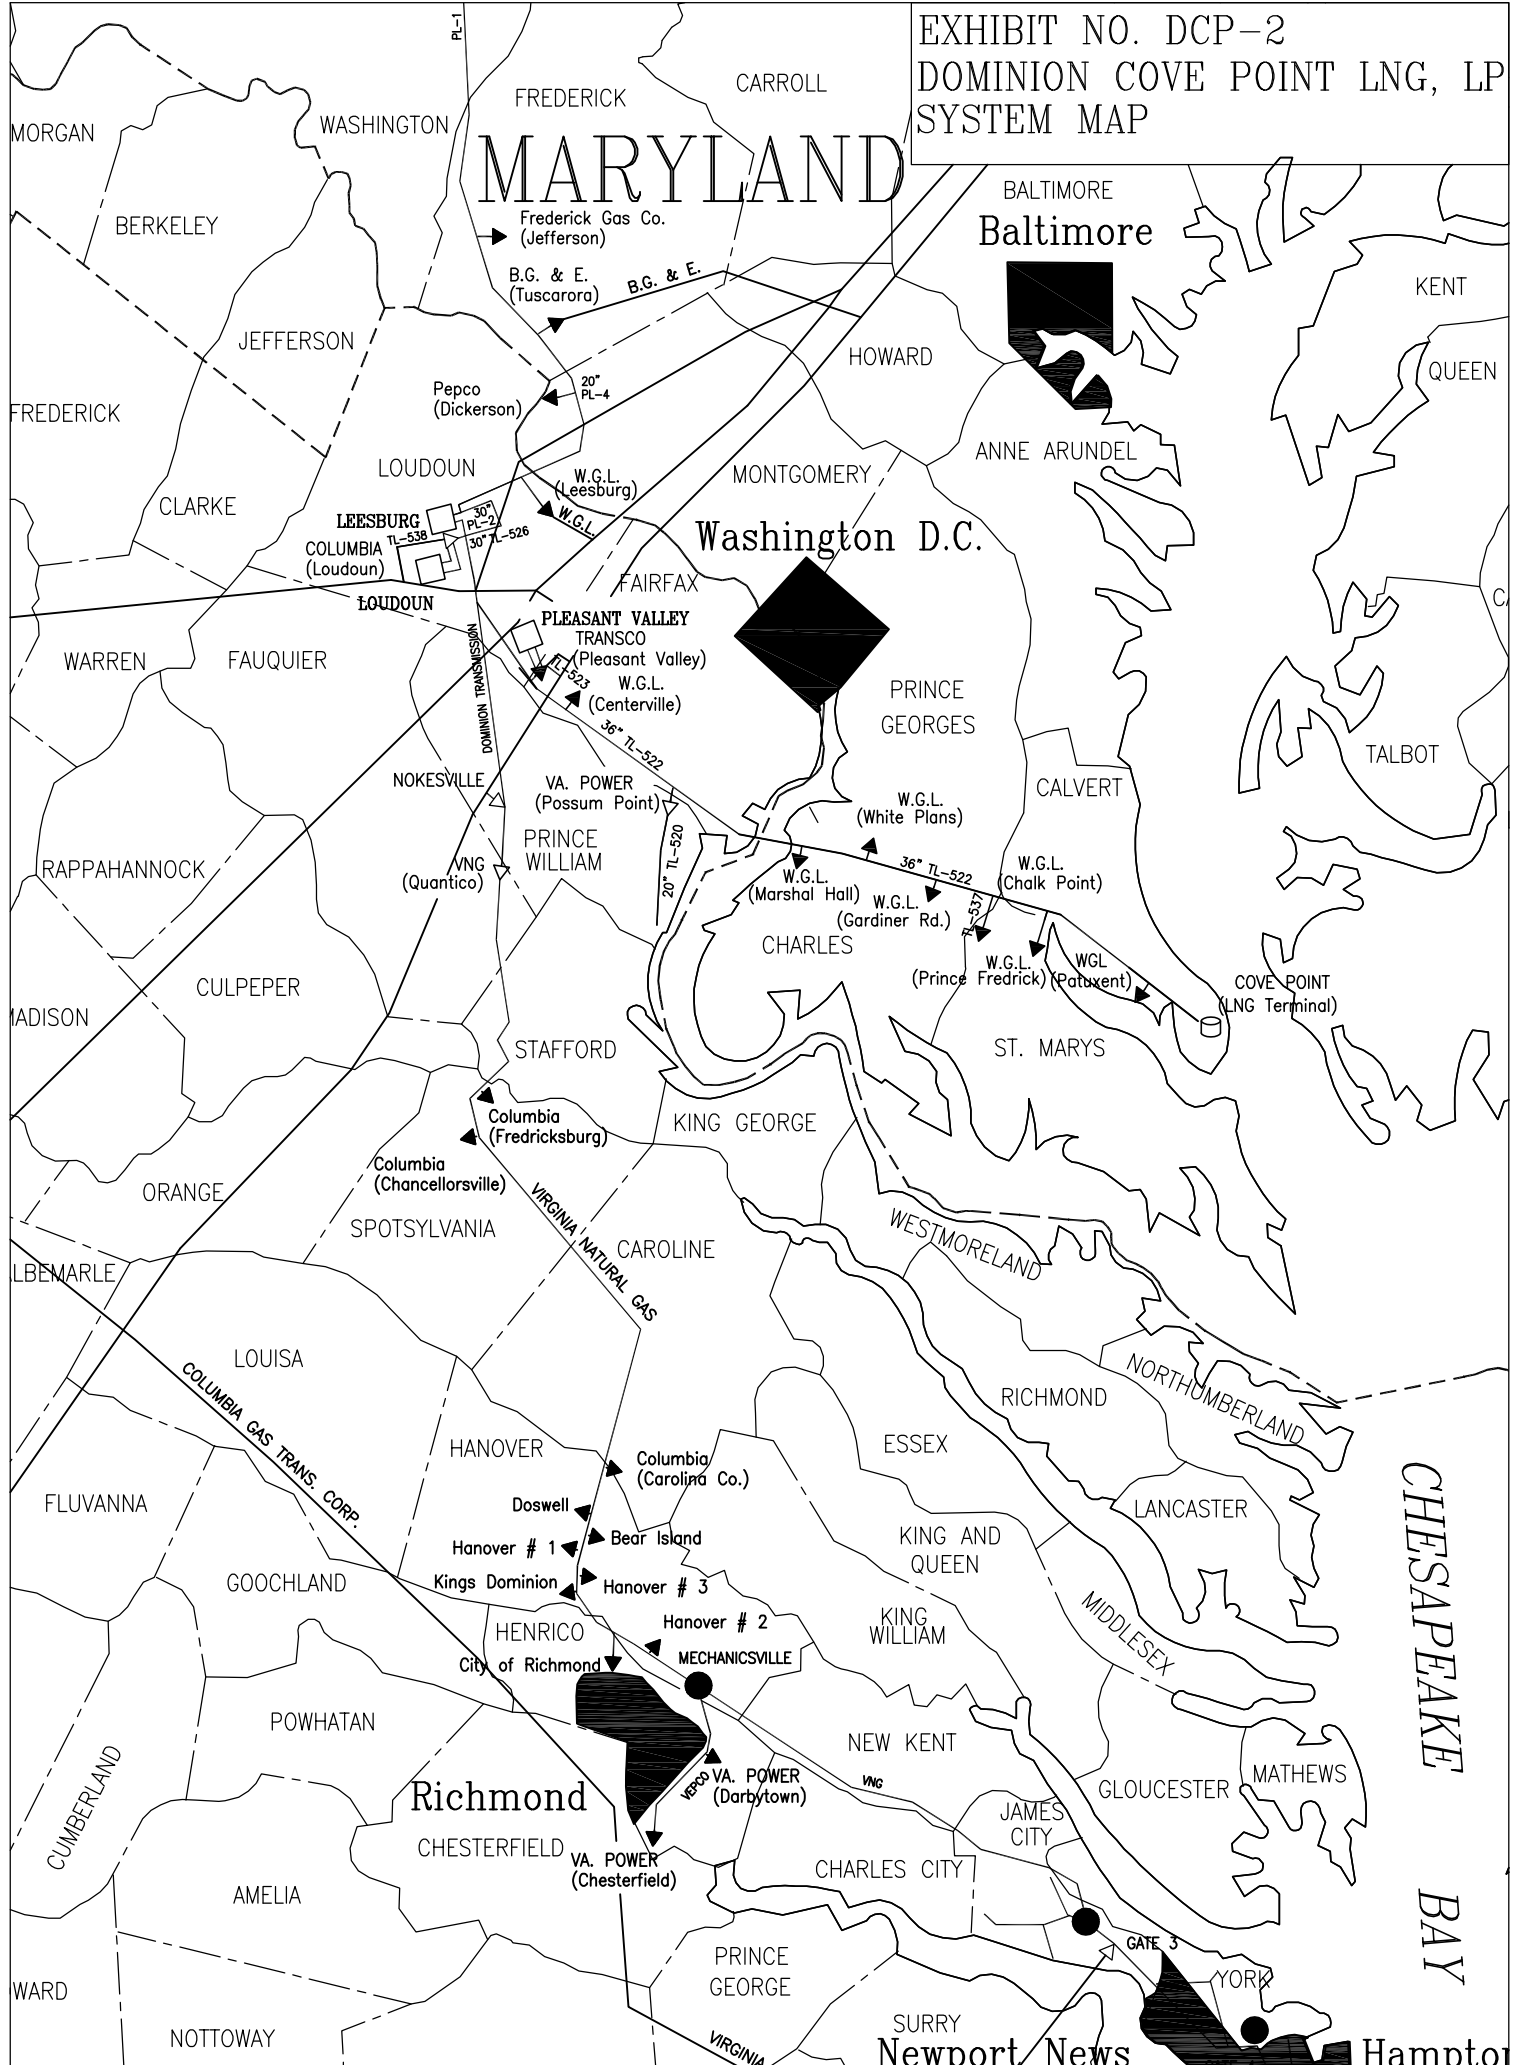 EXHIBIT NO. DCP-2
DOMINION COVE POINT LNG, LP
SYSTEM MAP
PL-1
CARROLL
FREDERICK
MORGAN
WASHINGTON
MARYLAND
BALTIMORE
Baltimore
BERKELEY
Frederick Gas Co.
(Jefferson)
B.G. & E.
(Tuscarora)
B.G. & E.
KENT
JEFFERSON
HOWARD
QUEEN
Pepco
(Dickerson)
20"
PL-4
FREDERICK
LOUDOUN
MONTGOMERY
ANNE ARUNDEL
W.G.L.
(Leesburg)
W.G.L.
CLARKE
LEESBURG
30"
PL-2
TL-538
30" TL-526
COLUMBIA
(Loudoun)
Washington D.C.
FAIRFAX
LOUDOUN
PLEASANT VALLEY
TRANSCO
(Pleasant Valley)
TL-523
WARREN
FAUQUIER
DOMINION TRANSMISSION
W.G.L.
(Centerville)
PRINCE
GEORGES
36" TL-522
TALBOT
NOKESVILLE
VA. POWER
(Possum Point)
CALVERT
W.G.L.
(White Plans)
PRINCE
WILLIAM
20" TL-520
RAPPAHANNOCK
VNG
(Quantico)
36" TL-522
W.G.L.
(Chalk Point)
W.G.L.
(Marshal Hall)
W.G.L.
(Gardiner Rd.)
TL-537
CHARLES
W.G.L.
(Prince Fredrick)
WGL
(Patuxent)
COVE POINT
(LNG Terminal)
CULPEPER
STAFFORD
ST. MARYS
Columbia
(Fredricksburg)
KING GEORGE
Columbia
(Chancellorsville)
ORANGE
SPOTSYLVANIA
VIRGINIA NATURAL GAS
CAROLINE
WESTMORELAND
LOUISA
COLUMBIA GAS TRANS. CORP.
RICHMOND
NORTHUMBERLAND
HANOVER
ESSEX
Columbia
(Carolina Co.)
FLUVANNA
Doswell
LANCASTER
CHESAPEAKE
BAY
Bear Island
Hanover # 1
KING AND
QUEEN
GOOCHLAND
Kings Dominion
Hanover # 3
HENRICO
Hanover # 2
KING
WILLIAM
MIDDLESEX
City of Richmond
MECHANICSVILLE
POWHATAN
NEW KENT
CUMBERLAND
Richmond
VEPCO
VA. POWER
(Darbytown)
VNG
GLOUCESTER
MATHEWS
JAMES
CITY
CHESTERFIELD
VA. POWER
(Chesterfield)
CHARLES CITY
AMELIA
GATE 3
PRINCE
GEORGE
YORK
WARD
NOTTOWAY
VIRGINIA
SURRY
Newport News